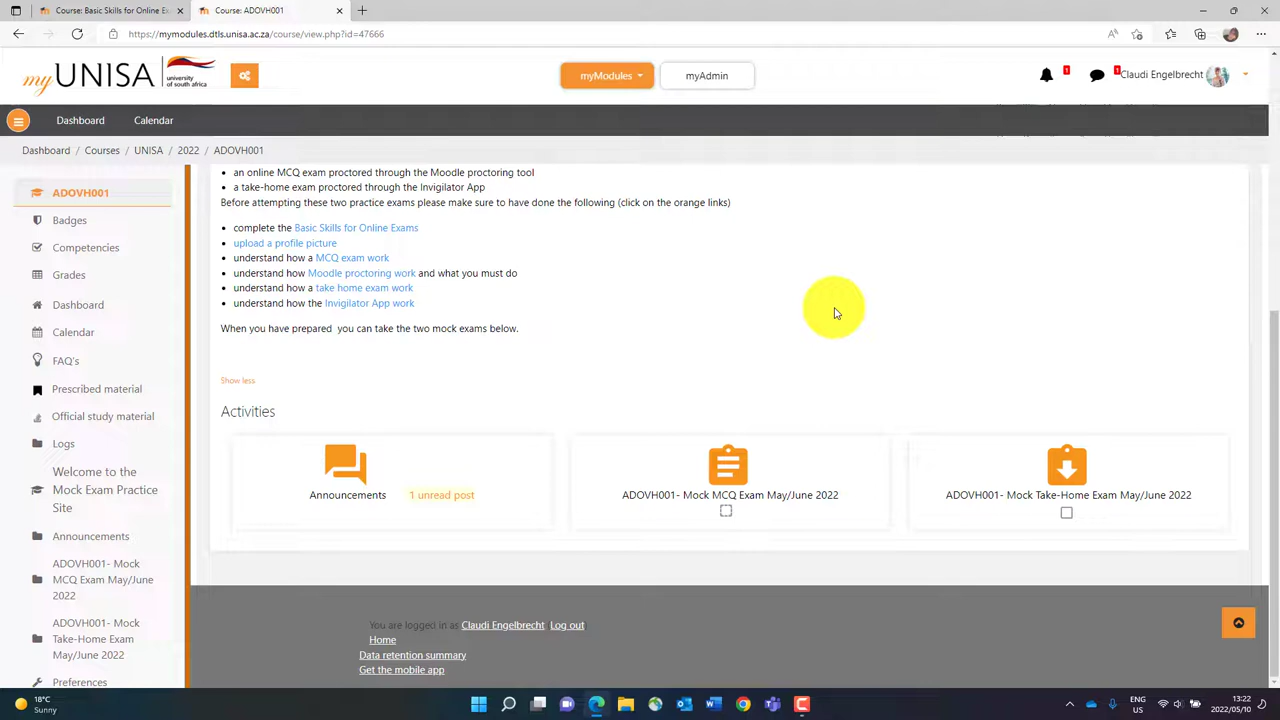 Course: Basic Skills for Online Ex
Course: ADOVH001
https://mymodules.dtls.unisa.ac.za/course/view.php?id=47666
my UNISA
university
of south africa
myModules
myAdmin
1
1
Claudi Engelbrecht
Dashboard
Calendar
Dashboard / Courses / UNISA / 2022 / ADOVH001
ADOVH001
Badges
Competencies
Grades
Dashboard
Calendar
FAQ's
Prescribed material
Official study material
Logs
Welcome to the
Mock Exam Practice
Site
Announcements
ADOVH001- Mock
MCQ Exam May/June
2022
ADOVH001- Mock
Take-Home Exam
May/June 2022
Preferences
an online MCQ exam proctored through the Moodle proctoring tool
a take-home exam proctored through the Invigilator App
Before attempting these two practice exams please make sure to have done the following (click on the orange links)
complete the Basic Skills for Online Exams
upload a profile picture
understand how a MCQ exam work
understand how Moodle proctoring work and what you must do
understand how a take home exam work
understand how the Invigilator App work
When you have prepared you can take the two mock exams below.
Show less
Activities
Announcements
1 unread post
ADOVH001- Mock MCQ Exam May/June 2022
ADOVH001- Mock Take-Home Exam May/June 2022
You are logged in as Claudi Engelbrecht (Log out)
Home
Data retention summary
Get the mobile app
18°C
Sunny
ENG
US
13:22
2022/05/10